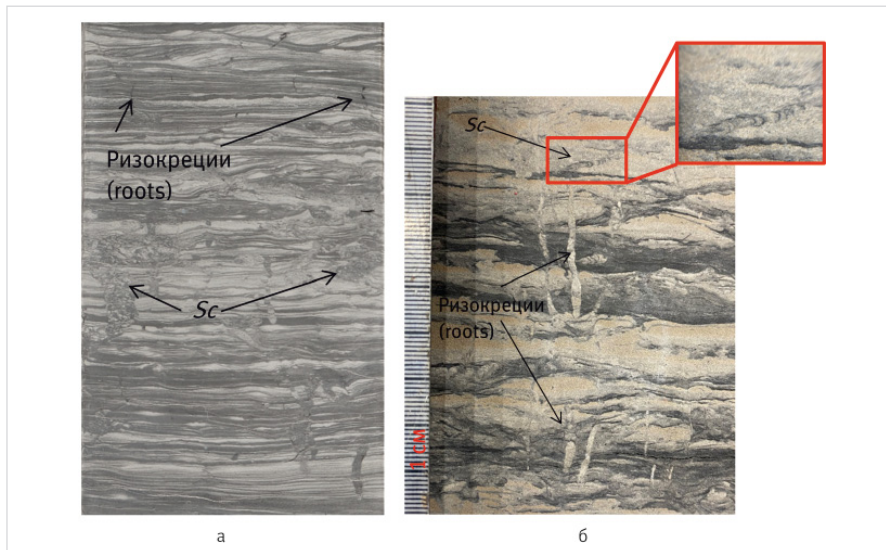 Ризокреции
(roots)
Sc
Sc
Ризокреции
(roots)
1 см
а
б